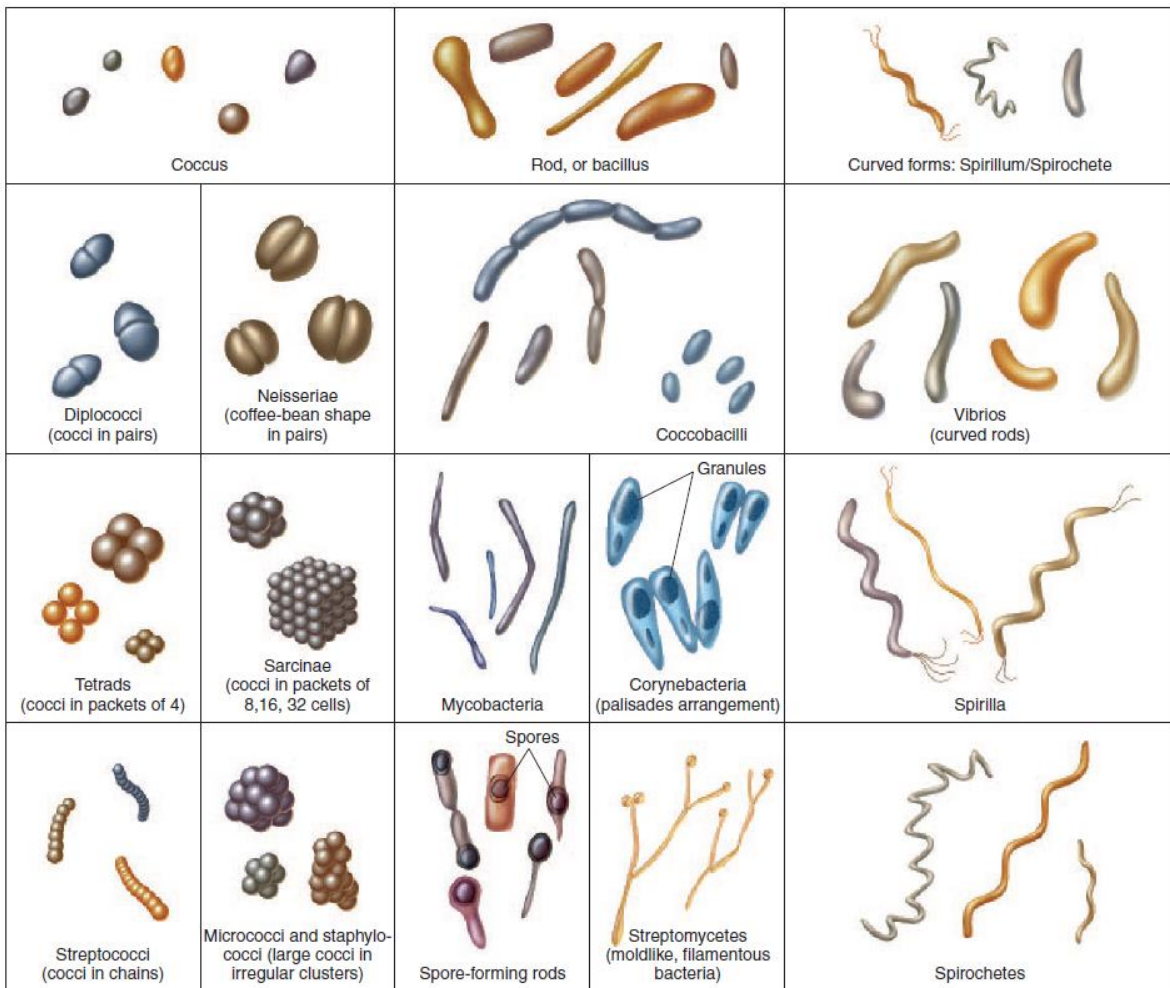 Coccus
Rod, or bacillus
Curved forms: Spirillum/Spirochete
Diplococci
(cocci in pairs)
Neisseriae
(coffee-bean shape
in pairs)
Coccobacilli
Vibrios
(curved rods)
Tetrads
(cocci in packets of 4)
Sarcinae
(cocci in packets of
8,16, 32 cells)
Mycobacteria
Granules
Corynebacteria
(palisades arrangement)
Spirilla
Streptococci
(cocci in chains)
Micrococci and staphylo-
cocci (large cocci in
irregular clusters)
Spores
Spore-forming rods
Streptomycetes
(moldlike, filamentous
bacteria)
Spirochetes